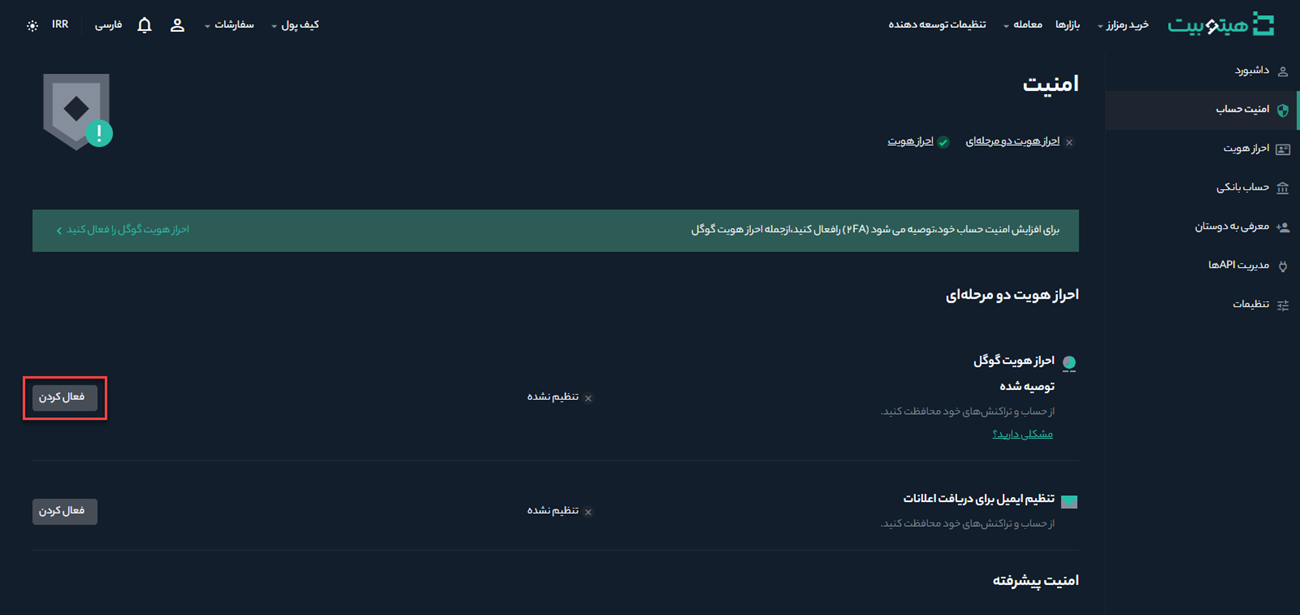 هیتوبیت
خرید رمزارز
بازارها
معامله
تنظیمات توسعه دهنده
کیف پول
سفارشات
فارسی
IRR
داشبورد
امنیت حساب
احراز هویت
حساب بانکی
معرفی به دوستان
مدیریت APIها
تنظیمات
امنیت
احراز هویت دو مرحله‌ای
احراز هویت
برای افزایش امنیت حساب خود،توصیه می شود (۲FA) رافعال کنید،ازجمله احراز هویت گوگل
احراز هویت گوگل را فعال کنید
احراز هویت دو مرحله‌ای
احراز هویت گوگل
توصیه شده
از حساب و تراکنش‌های خود محافظت کنید.
مشکلی دارید؟
تنظیم نشده
فعال کردن
تنظیم ایمیل برای دریافت اعلانات
از حساب و تراکنش‌های خود محافظت کنید.
تنظیم نشده
فعال کردن
امنیت پیشرفته